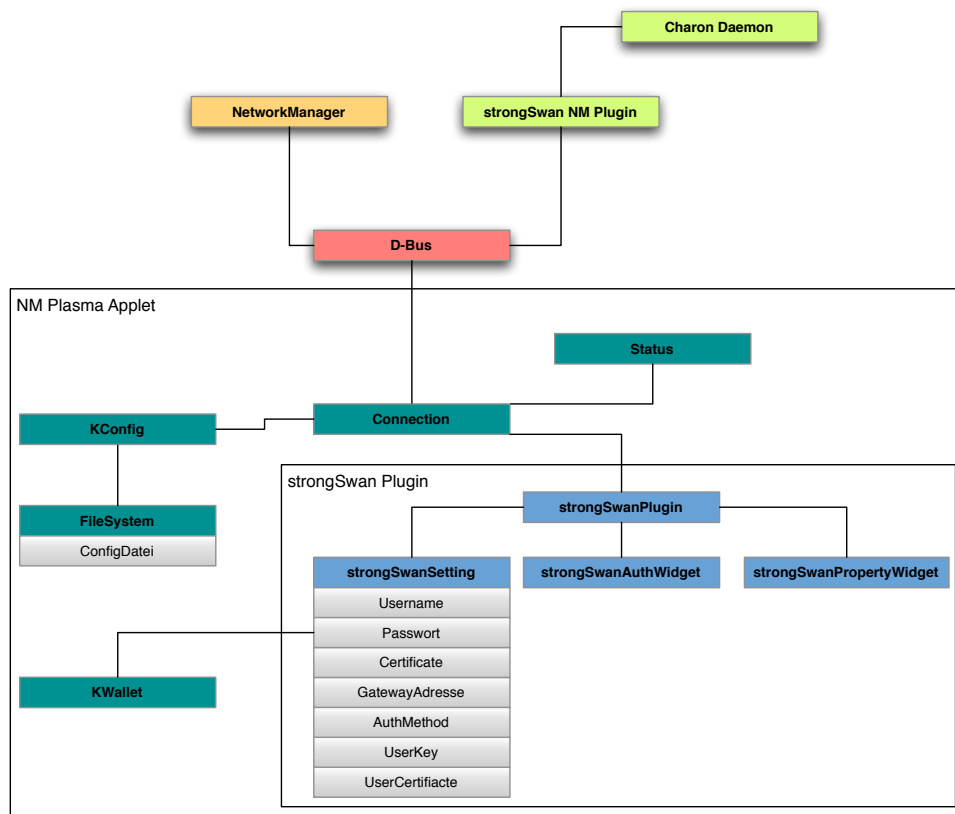 Charon Daemon
NetworkManager
strongSwan NM Plugin
D-Bus
NM Plasma Applet
Status
Connection
KConfig
strongSwan Plugin
strongSwanPlugin
FileSystem
ConfigDatei
strongSwanSetting
strongSwanAuthWidget
strongSwanPropertyWidget
Username
Passwort
Certificate
KWallet
GatewayAdresse
AuthMethod
UserKey
UserCertifiacte